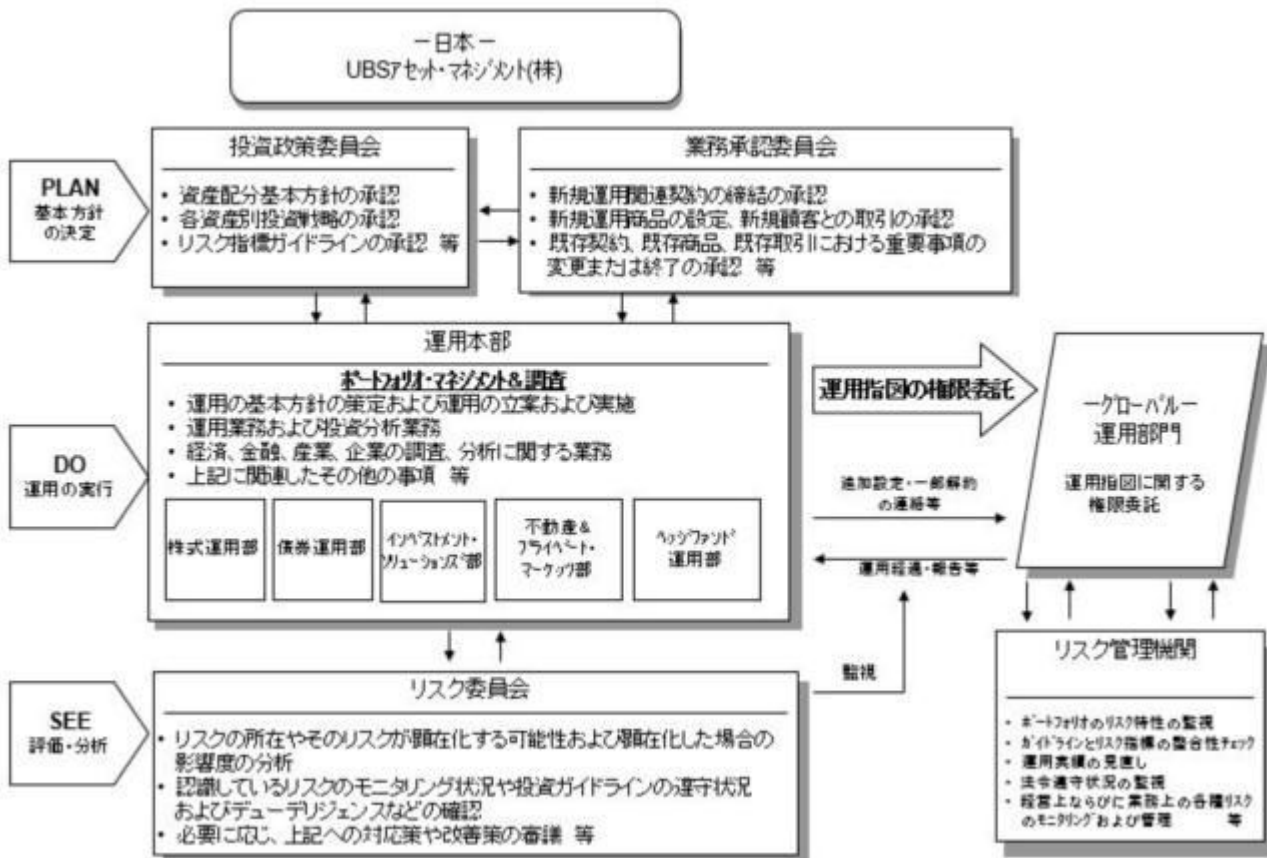 －日本－
UBSアセット・マネジメント(株)
投資政策委員会
・ 資産配分基本方針の承認
・ 各資産別投資戦略の承認
・ リスク指標ガイドラインの承認 等
業務承認委員会
・ 新規運用関連契約の締結の承認
・ 新規運用商品の設定、新規顧客との取引の承認
・ 既存契約、既存商品、既存取引における重要事項の
変更または終了の承認 等
PLAN
基本方針
の決定
運用本部
ポートフォリオ・マネジメント&調査
・ 運用の基本方針の策定および運用の立案および実施
・ 運用業務および投資分析業務
・ 経済、金融、産業、企業の調査、分析に関する業務
・ 上記に関連したその他の事項 等
DO
運用の実行
株式運用部
債券運用部
インベストメント・
ソリューションズ部
不動産&
プライベート・
マーケッツ部
ヘッジファンド
運用部
運用指図の権限委託
追加設定・一部解約
の連絡等
運用経過・報告等
－グローバル－
運用部門
運用指図に関する
権限委託
監視
SEE
評価・分析
リスク委員会
・ リスクの所在やそのリスクが顕在化する可能性および顕在化した場合の
影響度の分析
・ 認識しているリスクのモニタリング状況や投資ガイドラインの遵守状況
およびデューデリジェンスなどの確認
・ 必要に応じ、上記への対応策や改善策の審議 等
リスク管理機関
・ ポートフォリオのリスク特性の監視
・ ガイドラインとリスク指標の整合性チェック
・ 運用実績の見直し
・ 法令遵守状況の監視
・ 経営上ならびに業務上の各種リスク
のモニタリングおよび管理 等